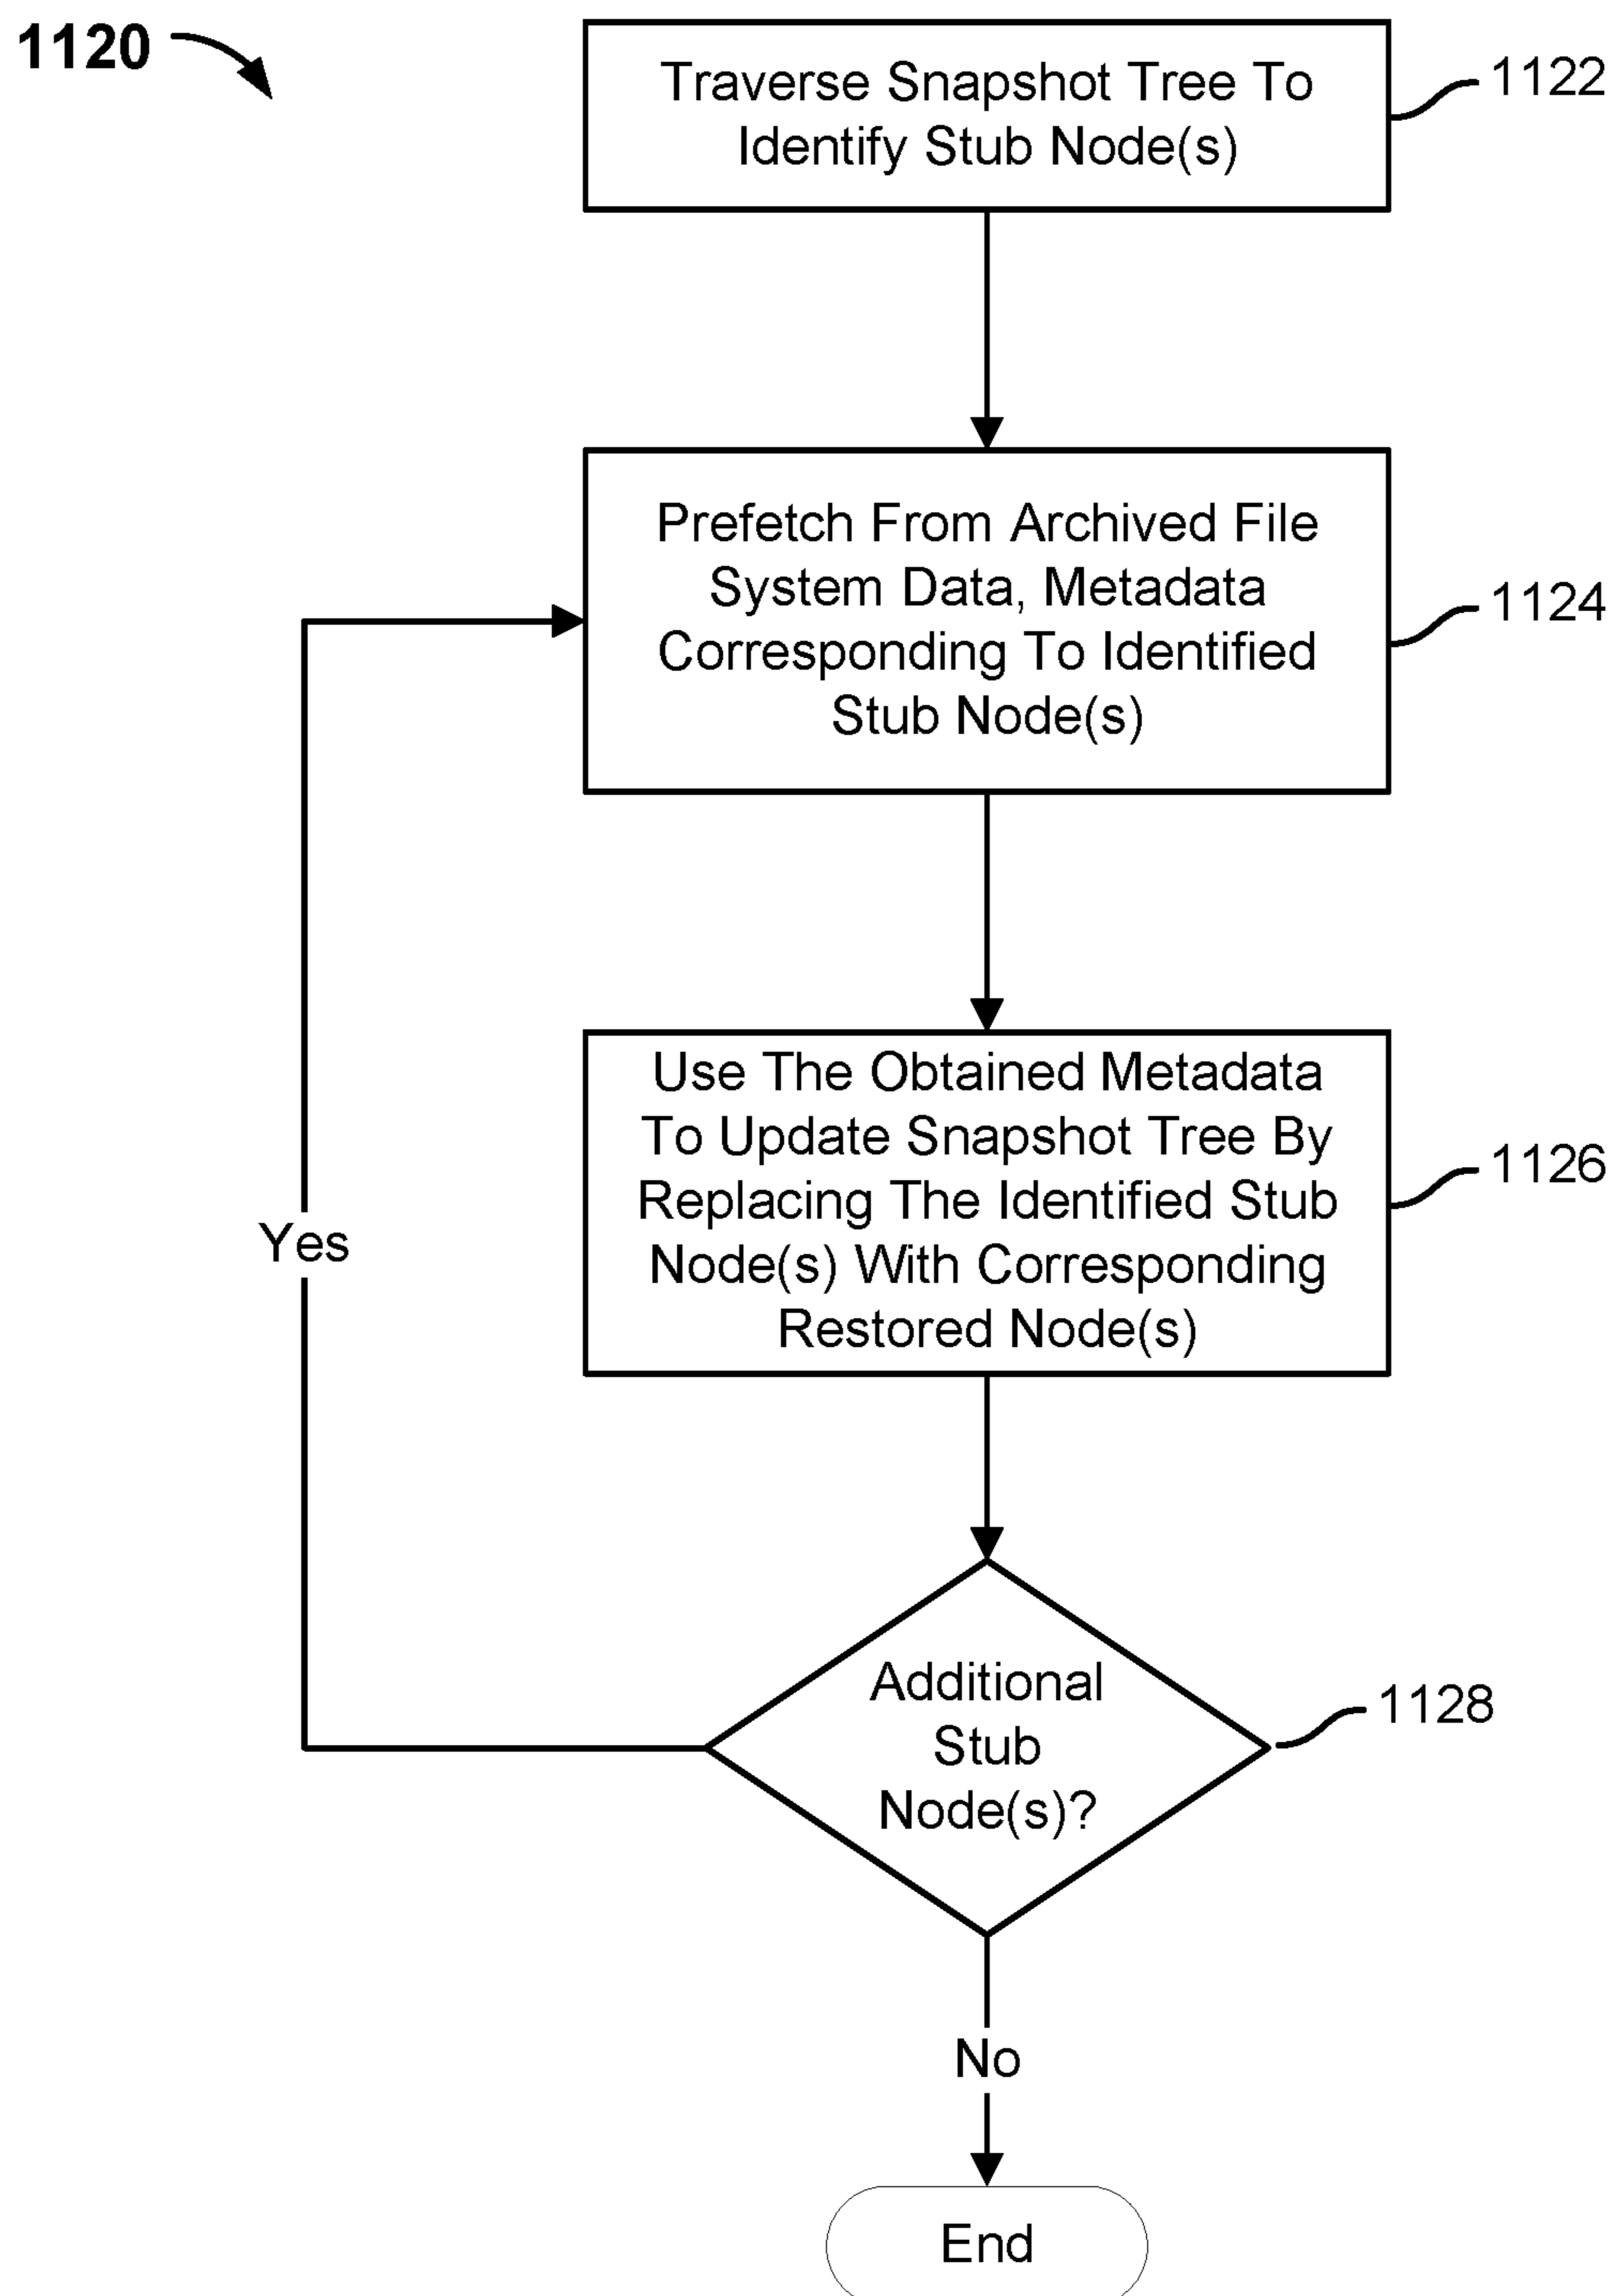 1120
Traverse Snapshot Tree To
Identify Stub Node(s)
1122
Prefetch From Archived File
System Data, Metadata
Corresponding To Identified
Stub Node(s)
1124
Use The Obtained Metadata
To Update Snapshot Tree By
Replacing The Identified Stub
Node(s) With Corresponding
Restored Node(s)
1126
Yes
Additional
Stub
Node(s)?
1128
No
End